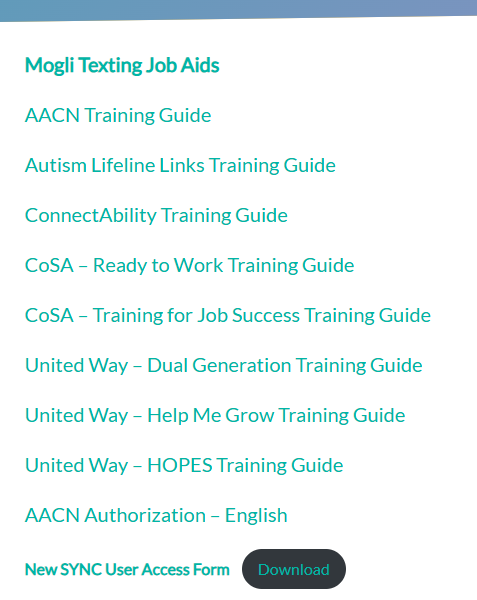 Mogli Texting Job Aids
AACN Training Guide
Autism Lifeline Links Training Guide
ConnectAbility Training Guide
CoSA – Ready to Work Training Guide
CoSA – Training for Job Success Training Guide
United Way – Dual Generation Training Guide
United Way – Help Me Grow Training Guide
United Way – HOPES Training Guide
AACN Authorization – English
New SYNC User Access Form Download